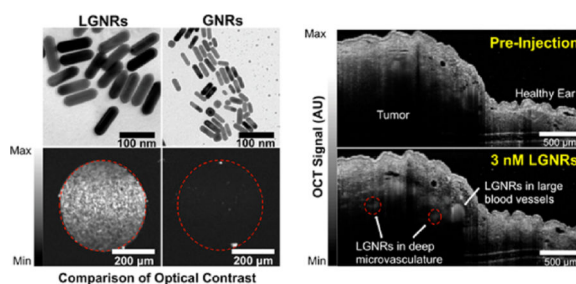 LGNRs
GNRs
100 nm
100 nm
Max
Min
200 µm
200 µm
Comparison of Optical Contrast
Max
OCT Signal (AU)
Min
Pre-Injection
Healthy Ear
Tumor
500 µm
3 nM LGNRs
LGNRs in large
blood vessels
LGNRs in deep
microvasculature
500 µm